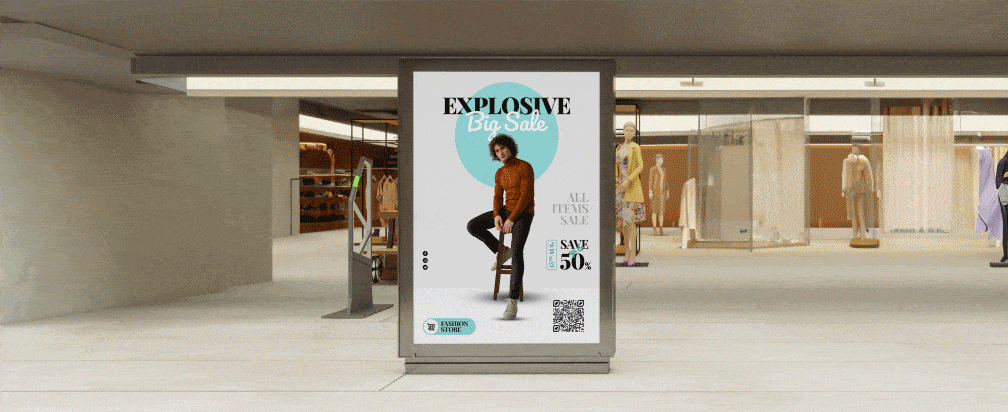 EXPLOSIVE
Big Sale
ALL
ITEMS
SALE
SAVE
50%
FASHION
STORE